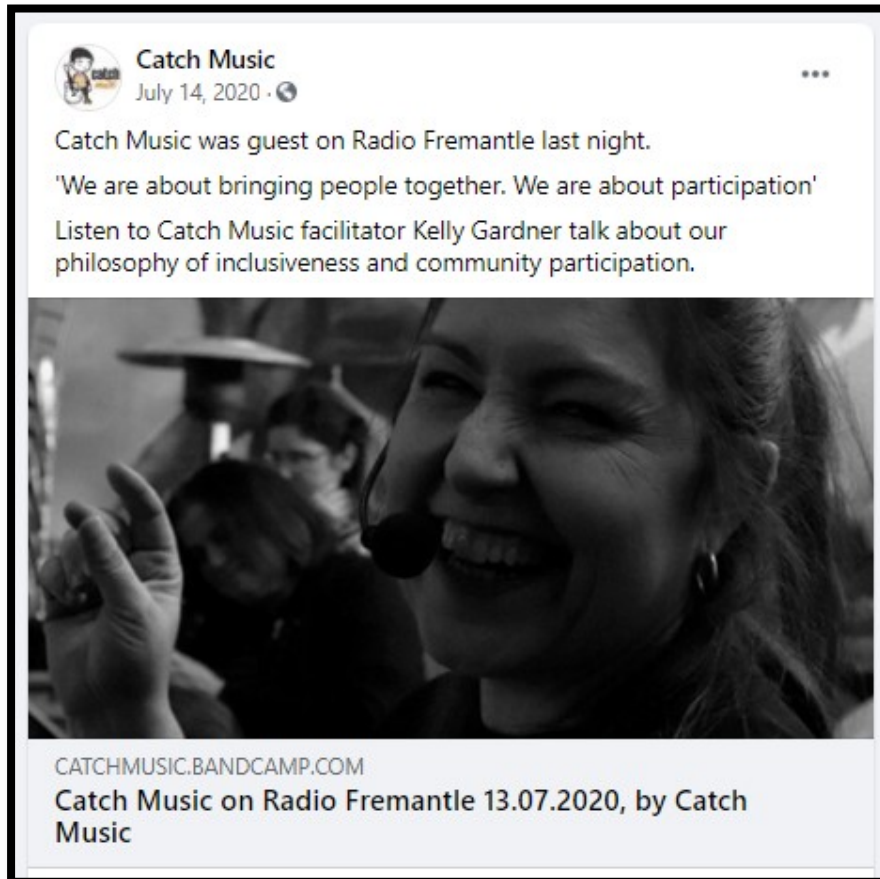 Catch Music
July 14, 2020 ·
Catch Music was guest on Radio Fremantle last night.
'We are about bringing people together. We are about participation'
Listen to Catch Music facilitator Kelly Gardner talk about our
philosophy of inclusiveness and community participation.
CATCHMUSIC.BANDCAMP.COM
Catch Music on Radio Fremantle 13.07.2020, by Catch
Music